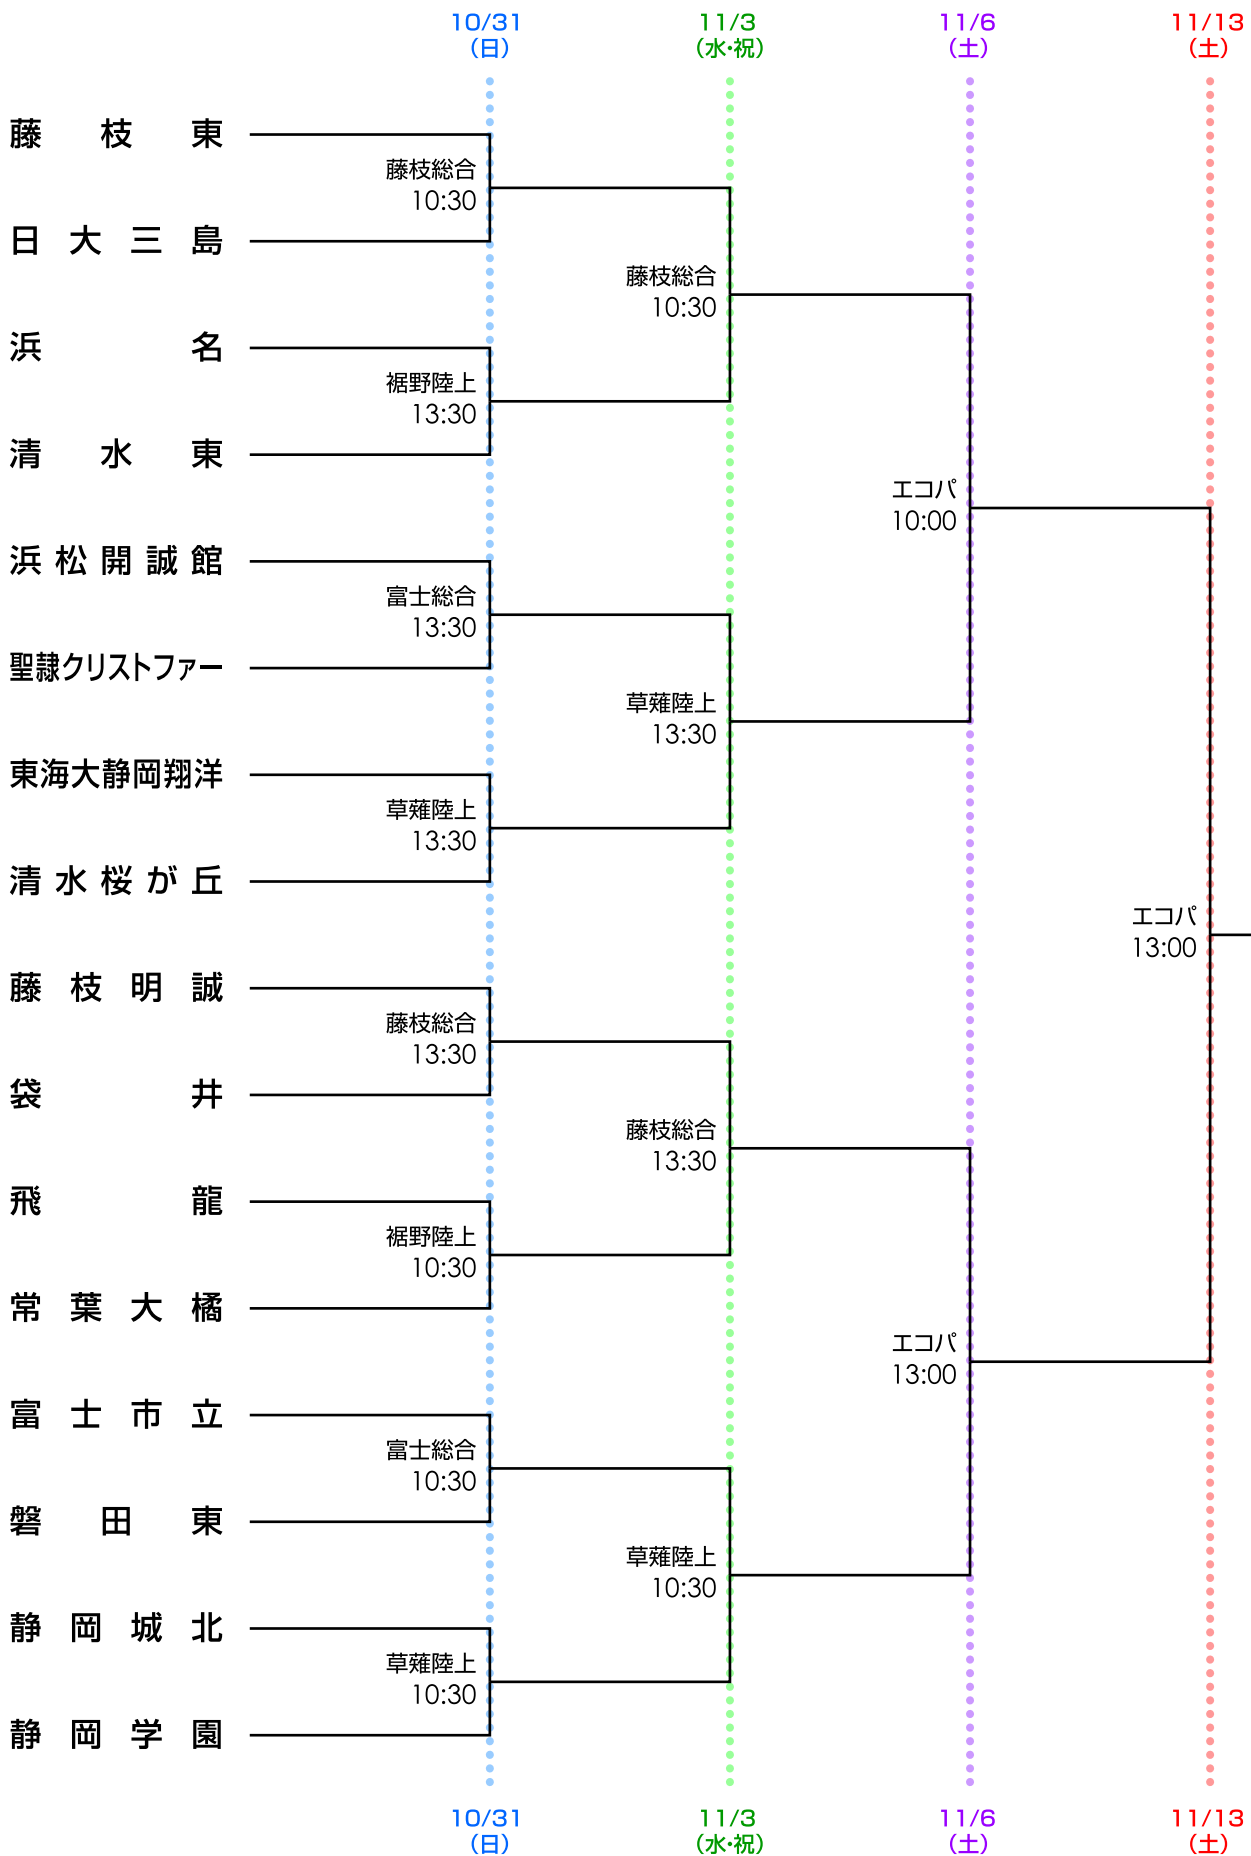 10/31
(日)
11/3
(水・祝)
11/6
(土)
11/13
(土)
藤枝東
藤枝総合
10:30
日大三島
藤枝総合
10:30
浜名
裾野陸上
13:30
清水東
エコパ
10:00
浜松開誠館
富士総合
13:30
聖隷クリストファー
草薙陸上
13:30
東海大静岡翔洋
草薙陸上
13:30
清水桜が丘
エコパ
13:00
藤枝明誠
藤枝総合
13:30
袋井
藤枝総合
13:30
飛龍
裾野陸上
10:30
常葉大橘
エコパ
13:00
富士市立
富士総合
10:30
磐田東
草薙陸上
10:30
静岡城北
草薙陸上
10:30
静岡学園
10/31
(日)
11/3
(水・祝)
11/6
(土)
11/13
(土)